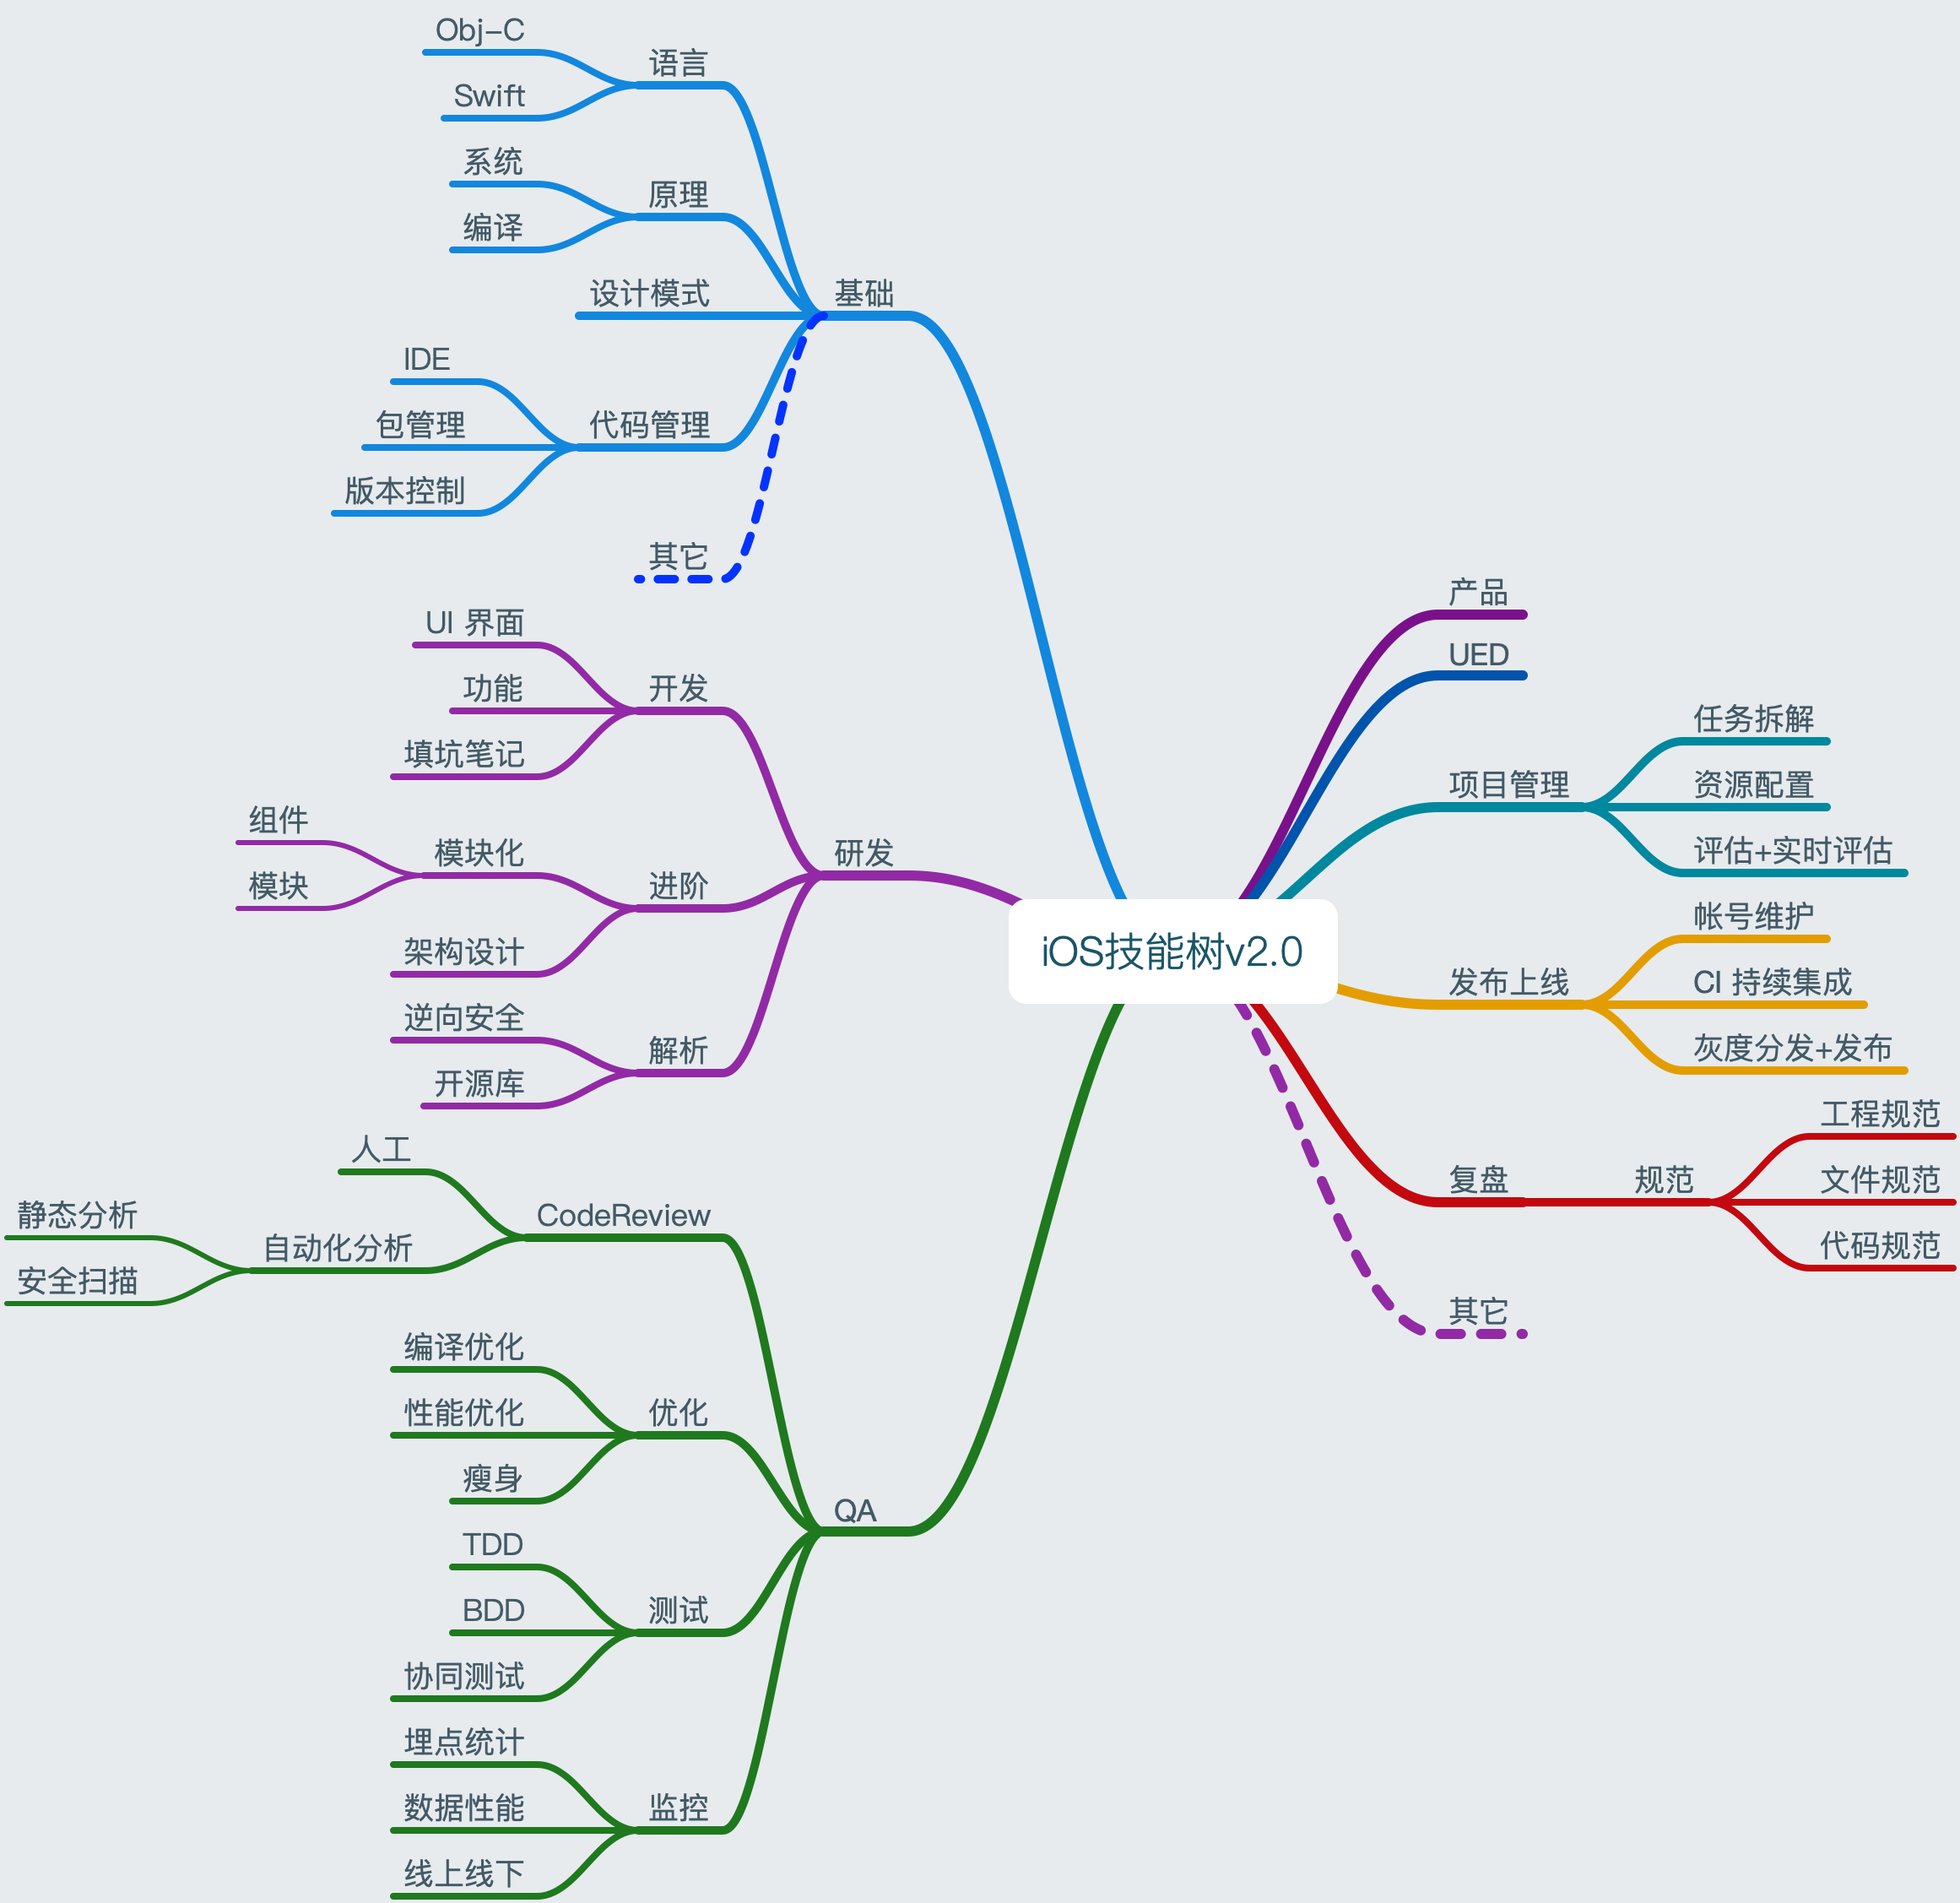 Obj-C
语言
Swift
系统
原理
编译
设计模式
基础
IDE
包管理
代码管理
版本控制
其它
UI 界面
功能
开发
填坑笔记
组件
模块化
模块
进阶
研发
架构设计
逆向安全
解析
开源库
人工
CodeReview
静态分析
自动化分析
安全扫描
编译优化
性能优化
优化
瘦身
QA
TDD
BDD
测试
协同测试
埋点统计
数据性能
监控
线上线下
iOS技能树v2.0
产品
UED
任务拆解
项目管理
资源配置
评估+实时评估
帐号维护
发布上线
CI 持续集成
灰度分发+发布
工程规范
复盘
规范
文件规范
代码规范
其它